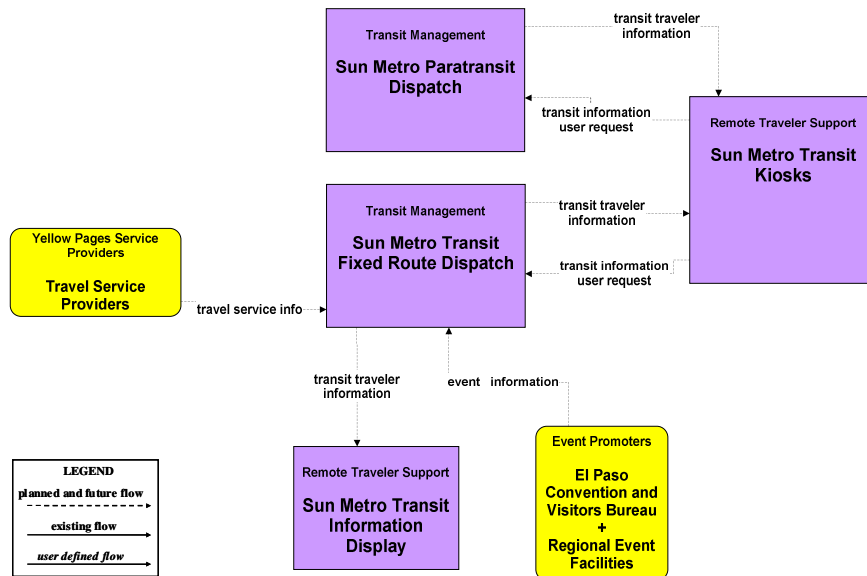 transit traveler
information
Transit Management
Sun Metro Paratransit
Dispatch
transit information
user request
Remote Traveler Support
Sun Metro Transit
Kiosks
Transit Management
Sun Metro Transit
Fixed Route Dispatch
transit traveler
information
transit information
user request
Yellow Pages Service
Providers
Travel Service
Providers
travel service info
transit traveler
information
event information
Remote Traveler Support
Sun Metro Transit
Information
Display
Event Promoters
El Paso
Convention and
Visitors Bureau
+
Regional Event
Facilities
LEGEND
planned and future flow
existing flow
user defined flow